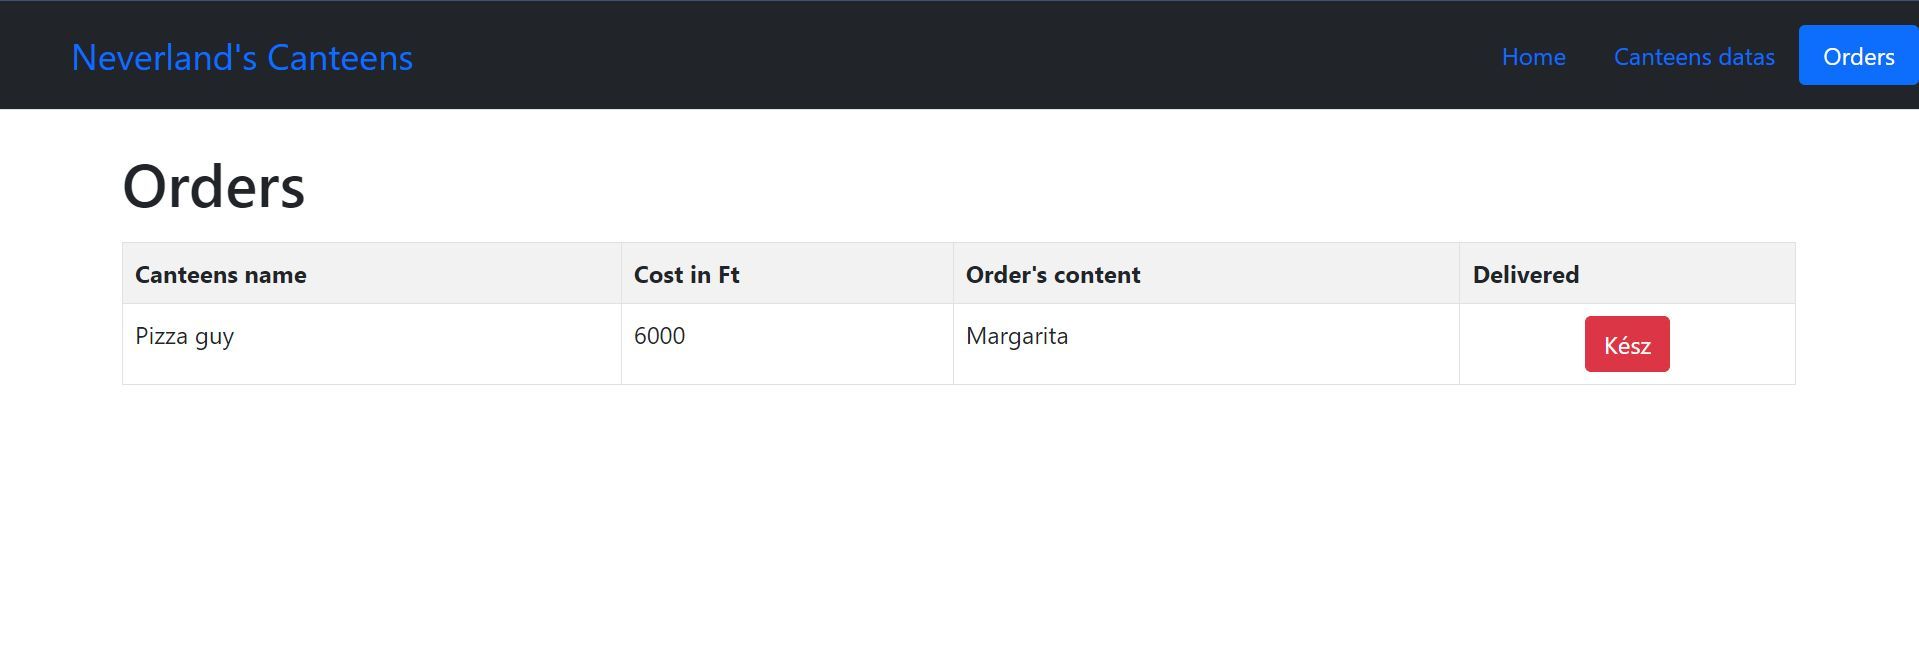 Neverland's Canteens Home Canteens datas Orders
Orders
Canteens name Cost in Ft Order's content Delivered
Pizza guy 6000 Margarita Kész